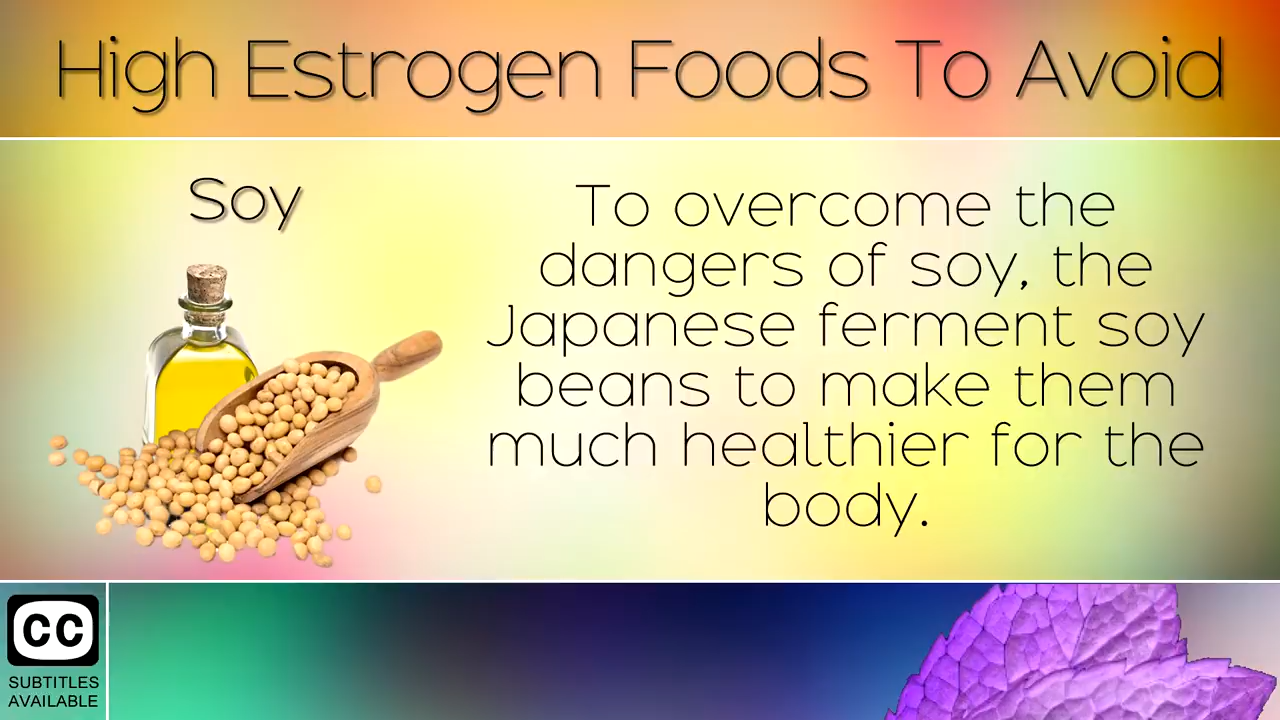 High Estrogen Foods To Avoid
Soy
To overcome the
dangers of soy, the
Japanese ferment soy
beans to make them
much healthier for the
body.
CC
SUBTITLES
AVAILABLE